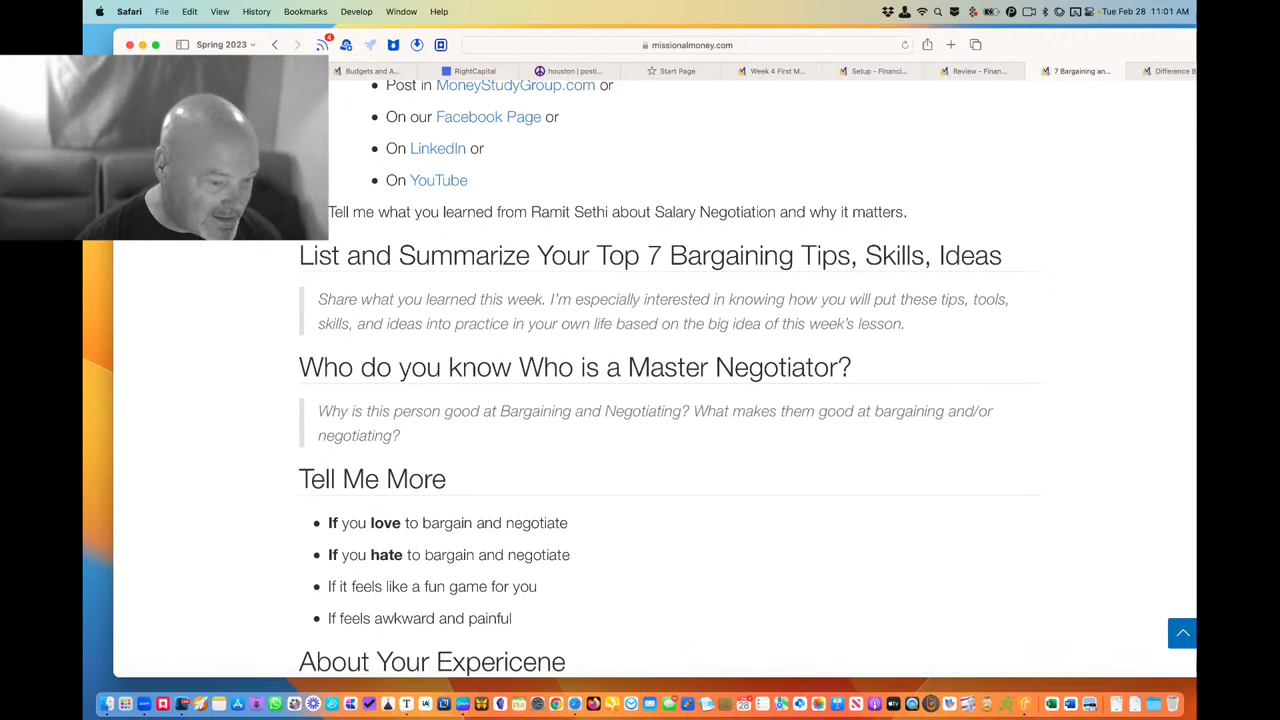 Safari File Edit View History Bookmarks Develop Window Help Tue Feb 28 11:01 AM
Spring 2023 4 missionalmoney.com
Budgets and A... RightCapital houston | posti... Start Page Week 4 First M... Setup - Financi... Review - Finan... 7 Bargaining an... Difference B
Post in MoneyStudyGroup.com or
On our Facebook Page or
On LinkedIn or
On YouTube
Tell me what you learned from Ramit Sethi about Salary Negotiation and why it matters.
List and Summarize Your Top 7 Bargaining Tips, Skills, Ideas
Share what you learned this week. I'm especially interested in knowing how you will put these tips, tools,
skills, and ideas into practice in your own life based on the big idea of this week's lesson.
Who do you know Who is a Master Negotiator?
Why is this person good at Bargaining and Negotiating? What makes them good at bargaining and/or
negotiating?
Tell Me More
If you love to bargain and negotiate
If you hate to bargain and negotiate
If it feels like a fun game for you
If feels awkward and painful
About Your Expericene